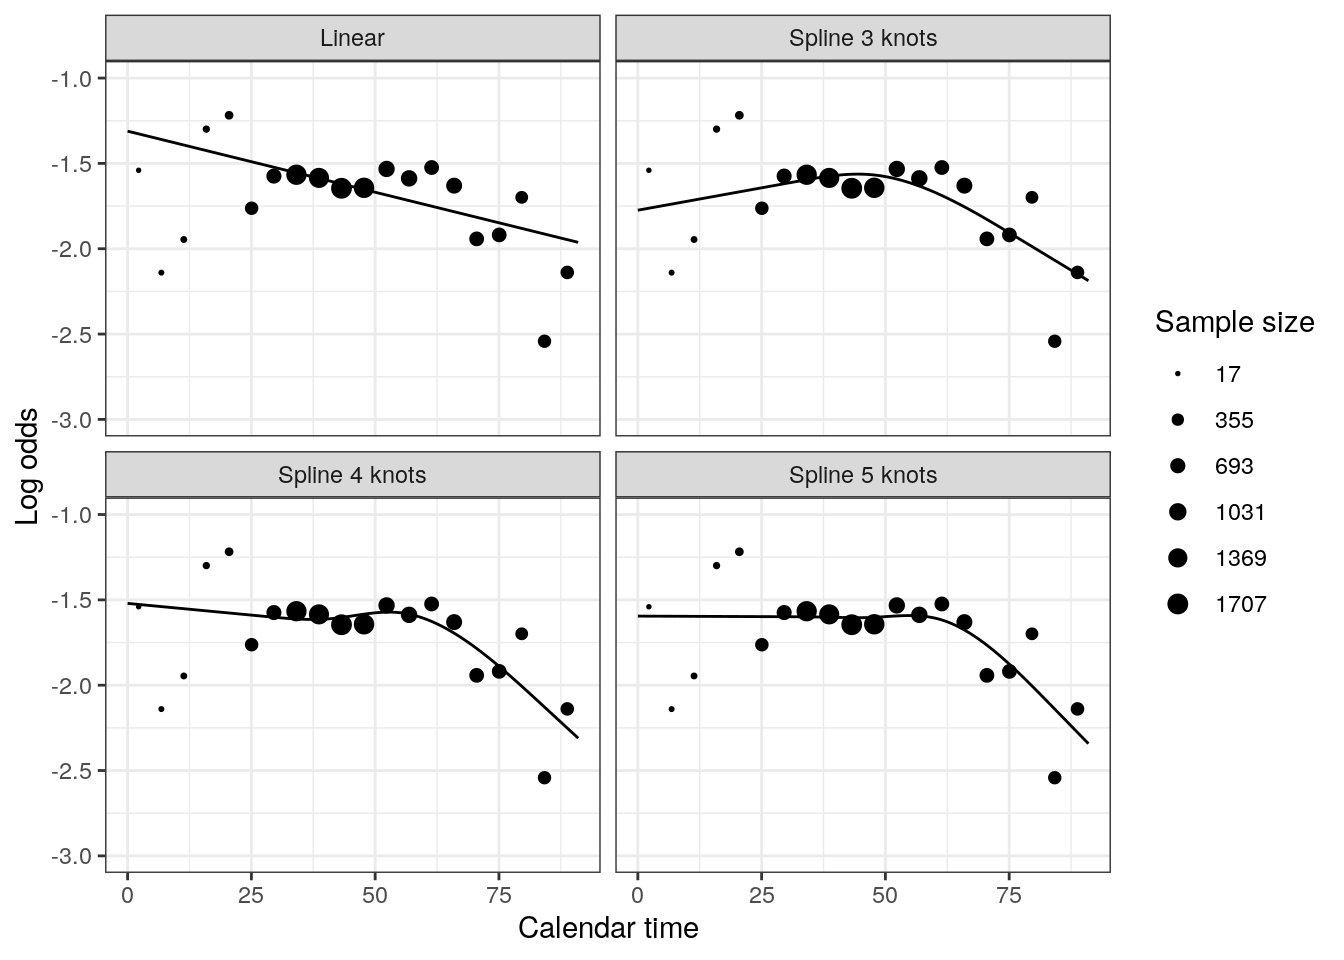 Linear
Spline 3 knots
-1.0
-1.5
-2.0
-2.5
-3.0
Spline 4 knots
Spline 5 knots
-1.0
-1.5
-2.0
-2.5
-3.0
0 25 50 75
0 25 50 75
Calendar time
Log odds
Sample size
17
355
693
1031
1369
1707